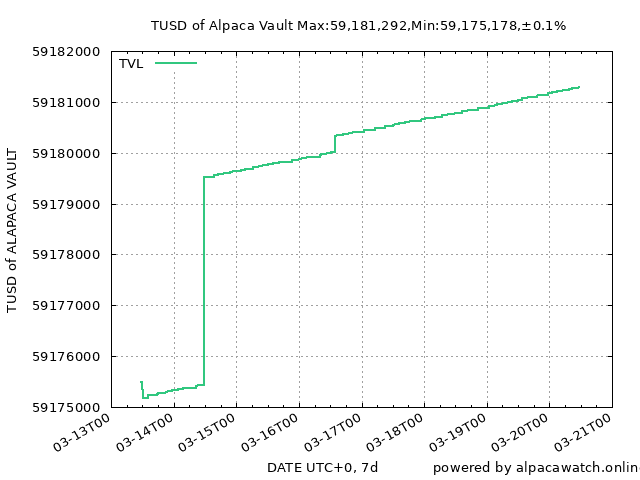 TUSD of Alpaca Vault Max:59,181,292,Min:59,175,178,±0.1%
59182000
TVL
59181000
59180000
59179000
59178000
59177000
59176000
59175000
TUSD of ALAPACA VAULT
03-13T00
03-14T00
03-15T00
03-16T00
03-17T00
03-18T00
03-19T00
03-20T00
03-21T00
DATE UTC+0, 7d
powered by alpacawatch.onlin